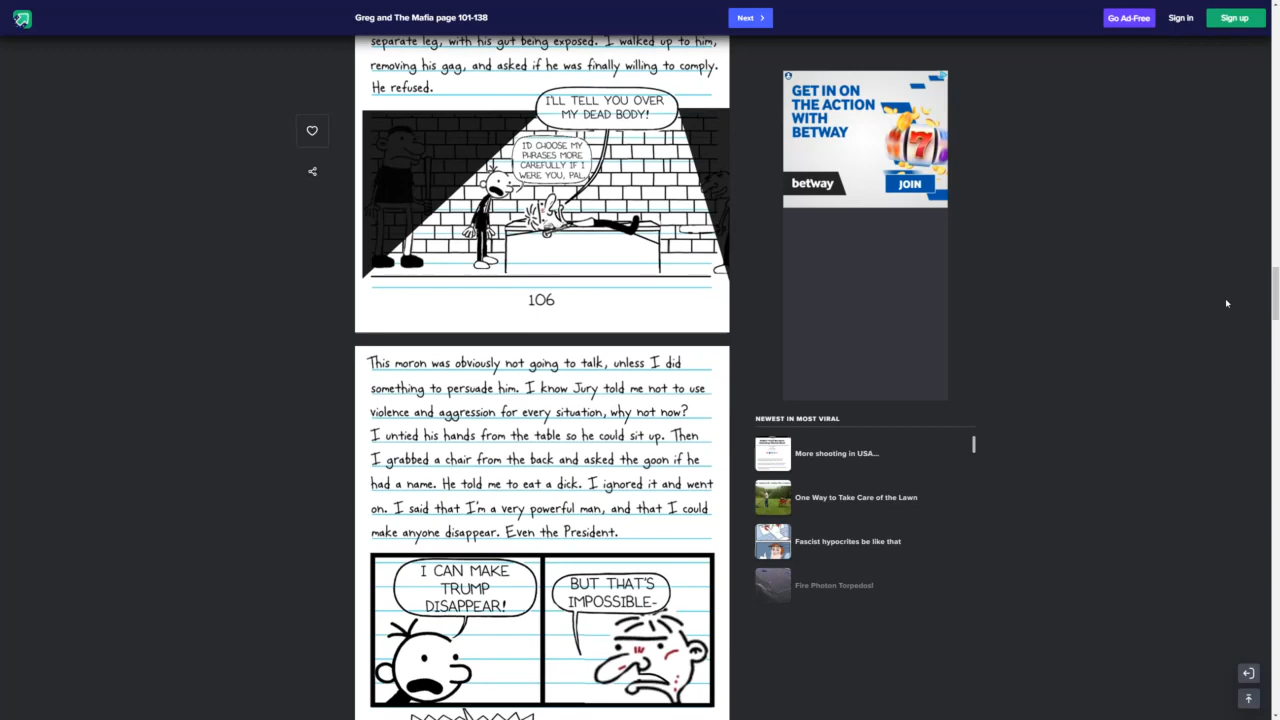 Greg and The Mafia page 101-138
Next
Go Ad-Free
Sign in
Sign up
separate leg, with his gut being exposed. I walked up to him,
removing his gag, and asked if he was finally willing to comply.
He refused.
I'LL TELL YOU OVER
MY DEAD BODY!
I'D CHOOSE MY
PHRASES MORE
CAREFULLY IF I
WERE YOU, PAL.
106
This moron was obviously not going to talk, unless I did
something to persuade him. I know Jury told me not to use
violence and aggression for every situation, why not now?
I untied his hands from the table so he could sit up. Then
I grabbed a chair from the back and asked the goon if he
had a name. He told me to eat a dick. I ignored it and went
on. I said that I'm a very powerful man, and that I could
make anyone disappear. Even the President.
I CAN MAKE
TRUMP
DISAPPEAR!
BUT THAT'S
IMPOSSIBLE-
GET IN ON
THE ACTION
WITH
BETWAY
7
betway
JOIN
NEWEST IN MOST VIRAL
More shooting in USA...
One Way to Take Care of the Lawn
Fascist hypocrites be like that
Fire Photon Torpedos!